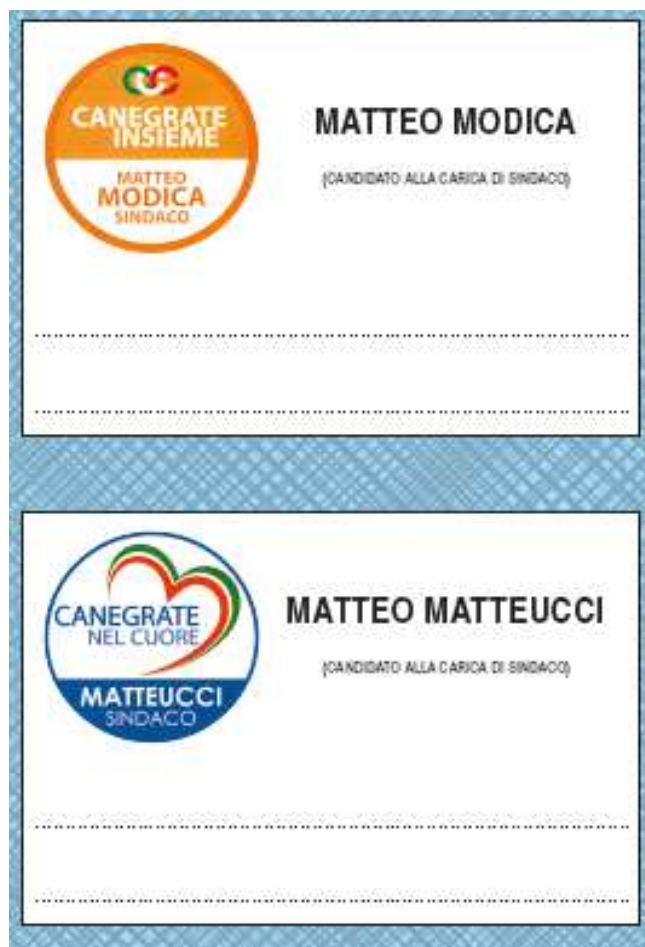 CANEGRATE
INSIEME
MATTEO
MODICA
SINDACO
MATTEO MODICA
(CANDIDATO ALLA CARICA DI SINDACO)
CANEGRATE
NEL CUORE
MATTEUCCI
SINDACO
MATTEO MATTEUCCI
(CANDIDATO ALLA CARICA DI SINDACO)